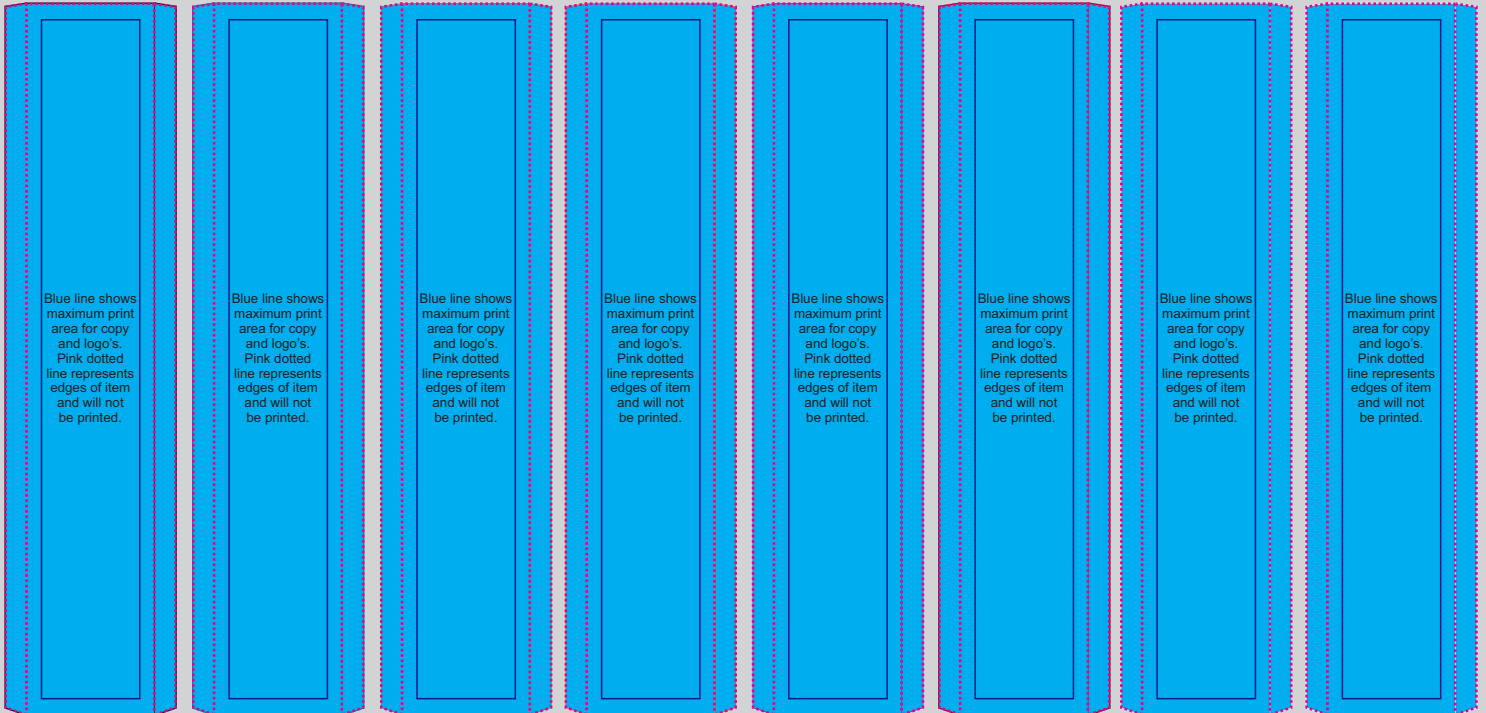 Blue line shows
maximum print
area for copy
and logo's.
Pink dotted
line represents
edges of item
and will not
be printed.
Blue line shows
maximum print
area for copy
and logo's.
Pink dotted
line represents
edges of item
and will not
be printed.
Blue line shows
maximum print
area for copy
and logo's.
Pink dotted
line represents
edges of item
and will not
be printed.
Blue line shows
maximum print
area for copy
and logo's.
Pink dotted
line represents
edges of item
and will not
be printed.
Blue line shows
maximum print
area for copy
and logo's.
Pink dotted
line represents
edges of item
and will not
be printed.
Blue line shows
maximum print
area for copy
and logo's.
Pink dotted
line represents
edges of item
and will not
be printed.
Blue line shows
maximum print
area for copy
and logo's.
Pink dotted
line represents
edges of item
and will not
be printed.
Blue line shows
maximum print
area for copy
and logo's.
Pink dotted
line represents
edges of item
and will not
be printed.